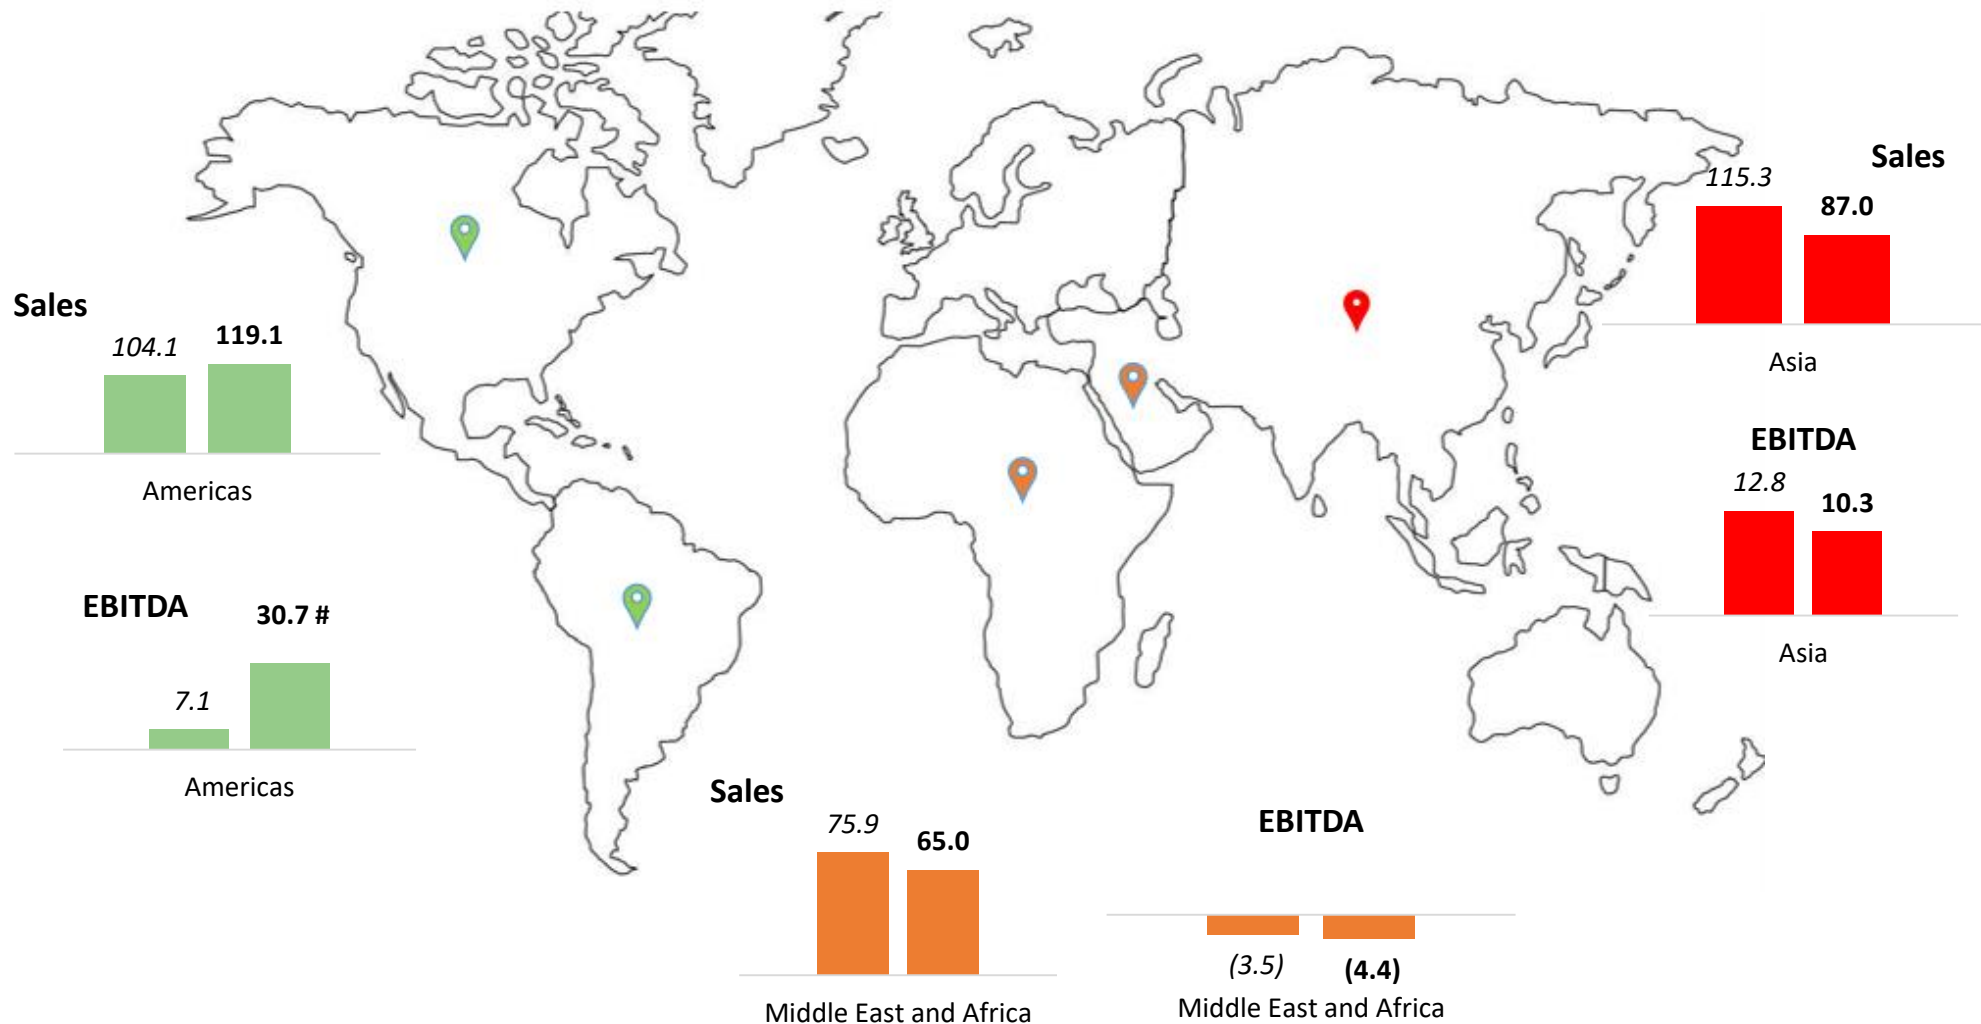 Sales
104.1
119.1
Americas
EBITDA
7.1
30.7 #
Americas
Sales
75.9
65.0
Middle East and Africa
EBITDA
(3.5)
(4.4)
Middle East and Africa
Sales
115.3
87.0
Asia
EBITDA
12.8
10.3
Asia